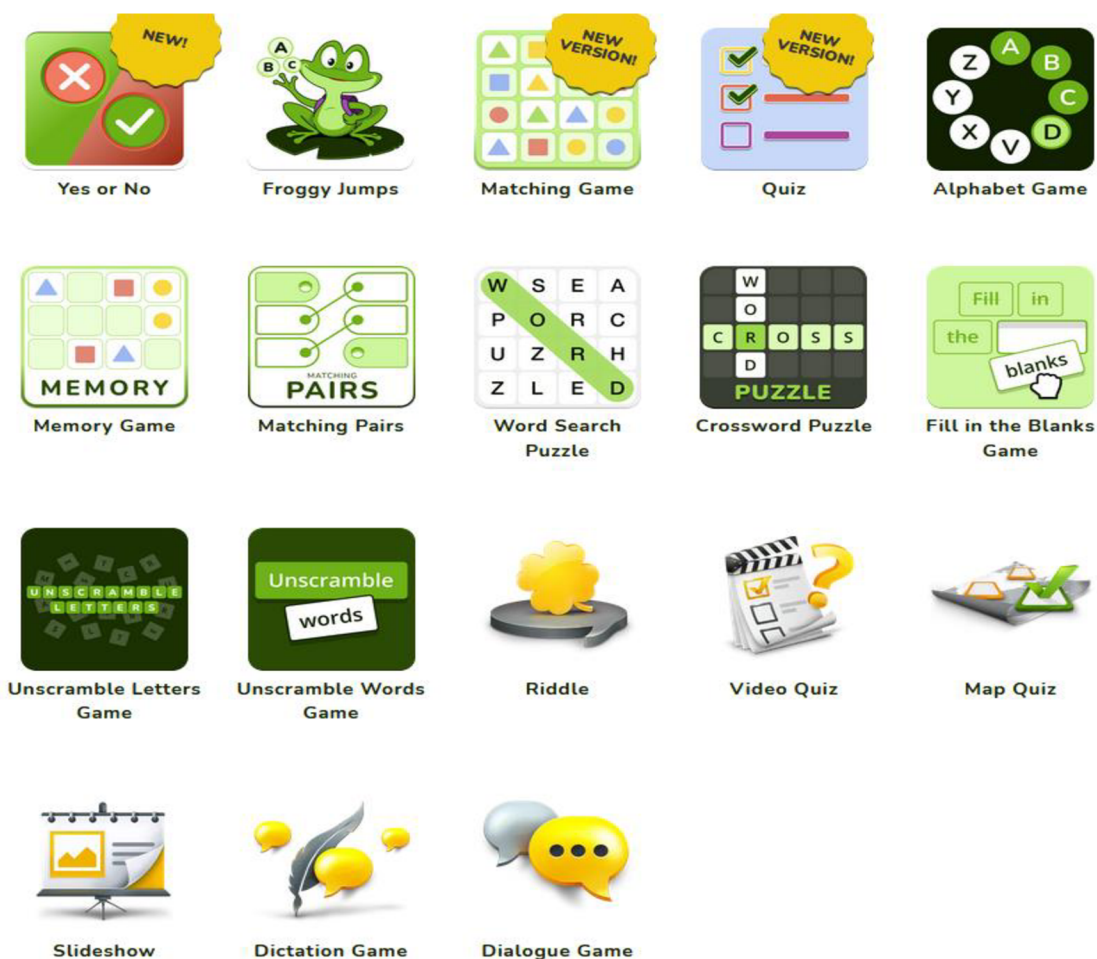 NEW!
A
B C
NEW
VERSION!
NEW
VERSION!
A
B
C
D
V
X
Y
Z
Yes or No
Froggy Jumps
Matching Game
Quiz
Alphabet Game
MEMORY
MATCHING
PAIRS
W S E A
P O R C
U Z R H
Z L E D
W
O
C R O S S
D
PUZZLE
Fill in
the
blanks
Memory Game
Matching Pairs
Word Search
Puzzle
Crossword Puzzle
Fill in the Blanks
Game
UNSCRAMBLE
LETTERS
Unscramble
words
Unscramble Letters
Game
Unscramble Words
Game
Riddle
Video Quiz
Map Quiz
Slideshow
Dictation Game
Dialogue Game